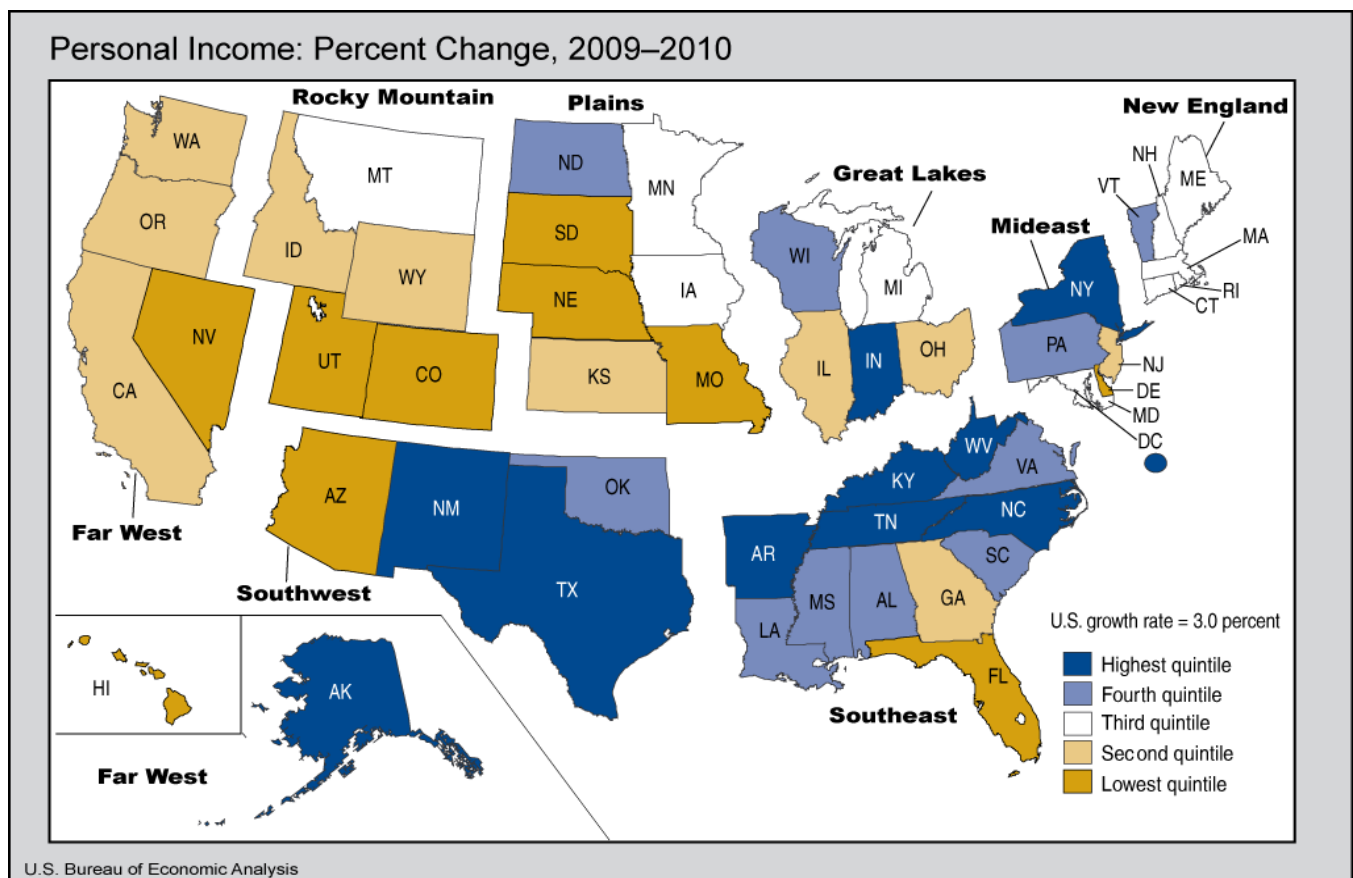 Personal Income: Percent Change, 2009–2010
Rocky Mountain
Plains
New England
WA
MT
ND
MN
NH
ME
VT
Great Lakes
OR
ID
SD
WI
Mideast
MA
WY
NE
IA
MI
NY
RI
CT
NV
UT
CO
KS
MO
IL
IN
OH
PA
NJ
CA
DE
MD
DC
WV
AZ
NM
OK
KY
VA
TN
NC
Far West
TX
AR
SC
MS
AL
GA
Southwest
LA
U.S. growth rate = 3.0 percent
HI
AK
FL
Highest quintile
Fourth quintile
Southeast
Third quintile
Second quintile
Far West
Lowest quintile
U.S. Bureau of Economic Analysis